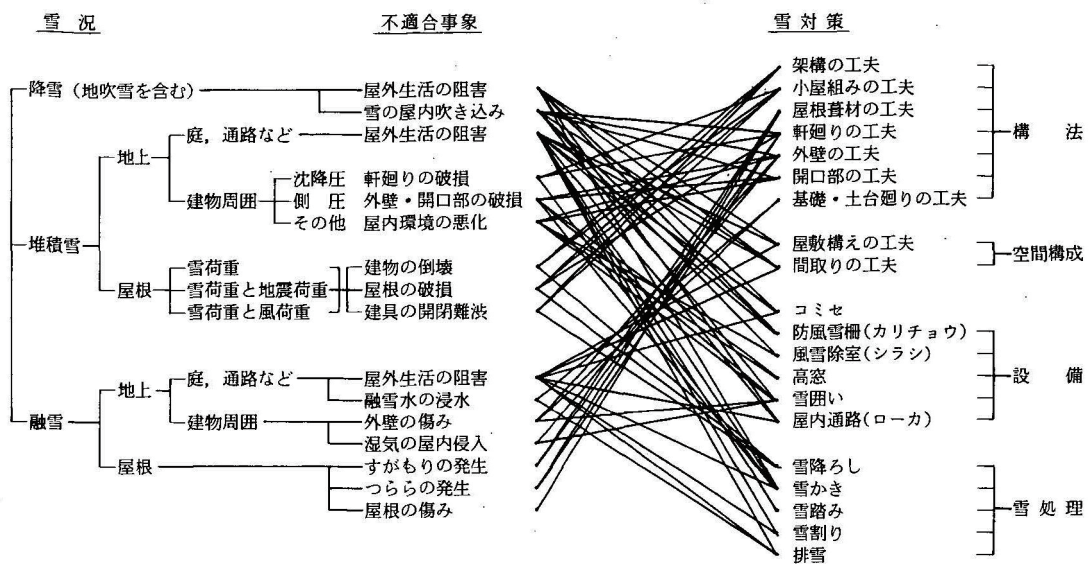 雪況
不適合事象
雪対策
降雪（地吹雪を含む）
屋外生活の阻害
雪の屋内吹き込み
堆積雪
地上
庭，通路など
屋外生活の阻害
建物周囲
沈降圧 軒廻りの破損
側圧 外壁・開口部の破損
その他 屋内環境の悪化
屋根
雪荷重
雪荷重と地震荷重
雪荷重と風荷重
建物の倒壊
屋根の破損
建具の開閉難渋
融雪
地上
庭，通路など
屋外生活の阻害
融雪水の浸水
建物周囲
外壁の傷み
湿気の屋内侵入
屋根
すがもりの発生
つららの発生
屋根の傷み
架構の工夫
小屋組みの工夫
屋根葺材の工夫
軒廻りの工夫
外壁の工夫
開口部の工夫
基礎・土台廻りの工夫
構法
屋敷構えの工夫
間取りの工夫
空間構成
コミセ
防風雪柵(カリチョウ)
風雪除室(シラシ)
高窓
雪囲い
屋内通路(ローカ)
設備
雪降ろし
雪かき
雪踏み
雪割り
排雪
雪処理